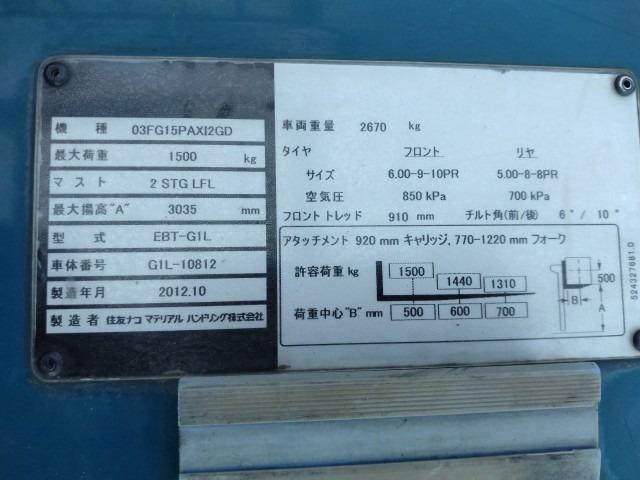 機種 03FG15PAXI2GD
最大荷重 1500 kg
マスト 2 STG LFL
最大揚高"A" 3035 mm
型式 EBT-G1L
車体番号 G1L-10812
製造年月 2012.10
製造者 住友ナコ マテリアル ハンドリング株式会社
車両重量 2670 kg
タイヤ フロント リヤ
サイズ 6.00-9-10PR 5.00-8-8PR
空気圧 850 kPa 700 kPa
フロント トレッド 910 mm チルト角(前/後) 6°/ 10°
アタッチメント 920 mm キャリッジ, 770-1220 mm フォーク
許容荷重 kg 1500 1440 1310
荷重中心"B" mm 500 600 700
500
B
A